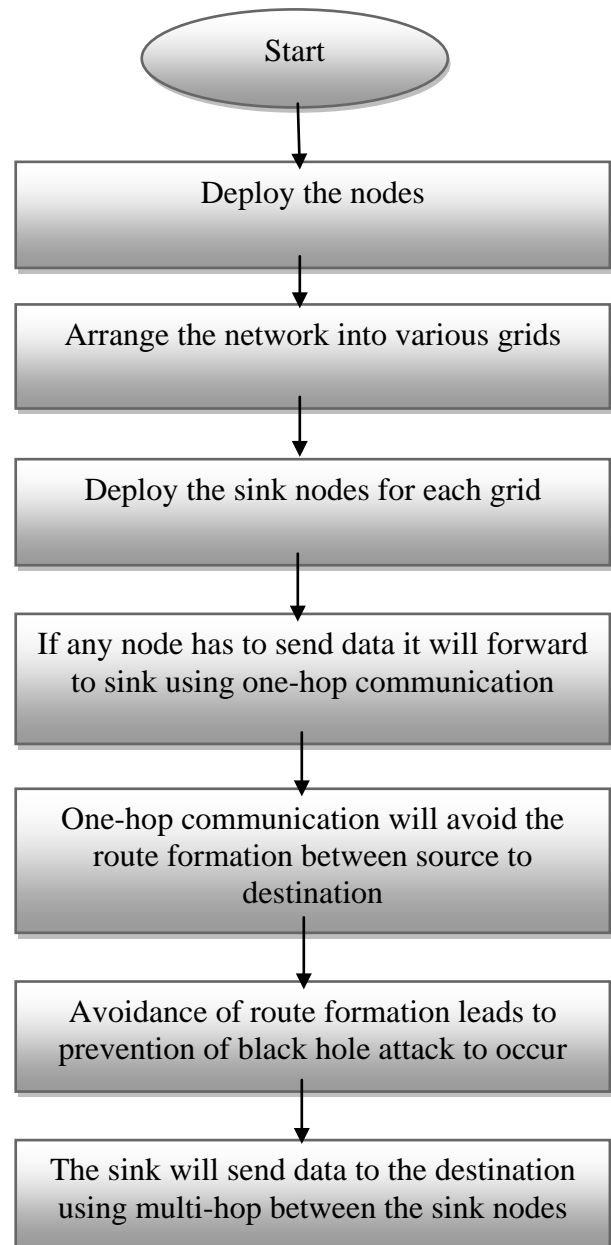 Start
Deploy the nodes
Arrange the network into various grids
Deploy the sink nodes for each grid
If any node has to send data it will forward
to sink using one-hop communication
One-hop communication will avoid the
route formation between source to
destination
Avoidance of route formation leads to
prevention of black hole attack to occur
The sink will send data to the destination
using multi-hop between the sink nodes